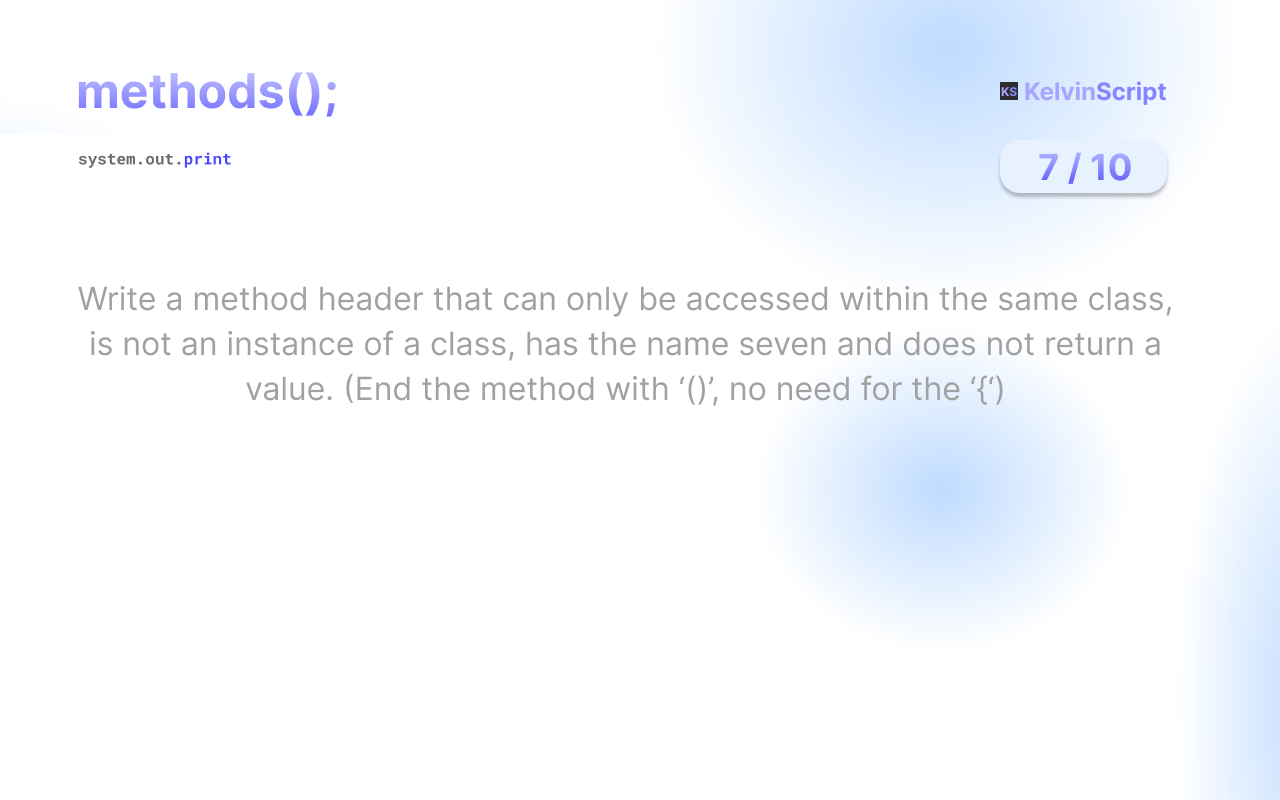 methods();
KS KelvinScript
system.out.print
7 / 10
Write a method header that can only be accessed within the same class,
is not an instance of a class, has the name seven and does not return a
value. (End the method with ‘()’, no need for the ‘{‘)